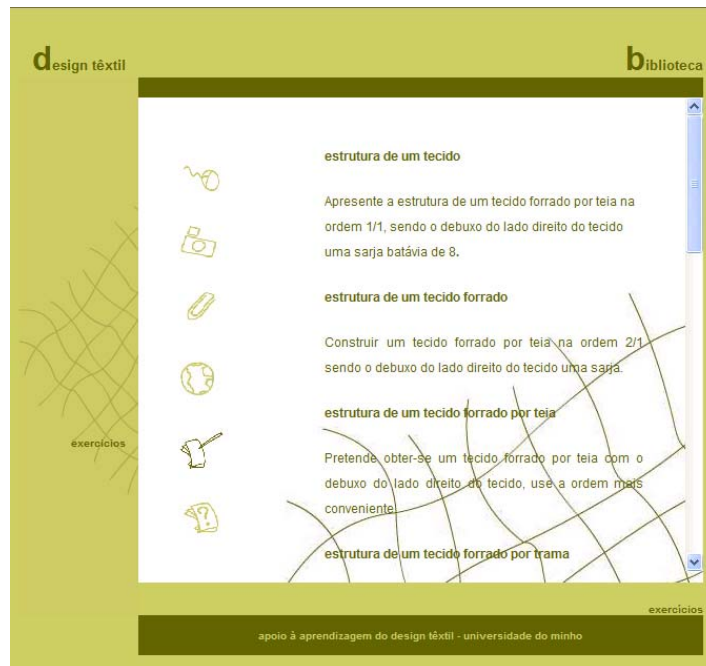 design têxtil
biblioteca
estrutura de um tecido
Apresente a estrutura de um tecido forrado por teia na
ordem 1/1, sendo o debuxo do lado direito do tecido
uma sarja batávia de 8.
estrutura de um tecido forrado
Construir um tecido forrado por teia na ordem 2/1
sendo o debuxo do lado direito do tecido uma sarja.
estrutura de um tecido forrado por teia
Pretende obter-se um tecido forrado por teia com o
debuxo do lado direito do tecido, use a ordem mais
conveniente.
estrutura de um tecido forrado por trama
exercícios
?
exercícios
apoio à aprendizagem do design têxtil - universidade do minho